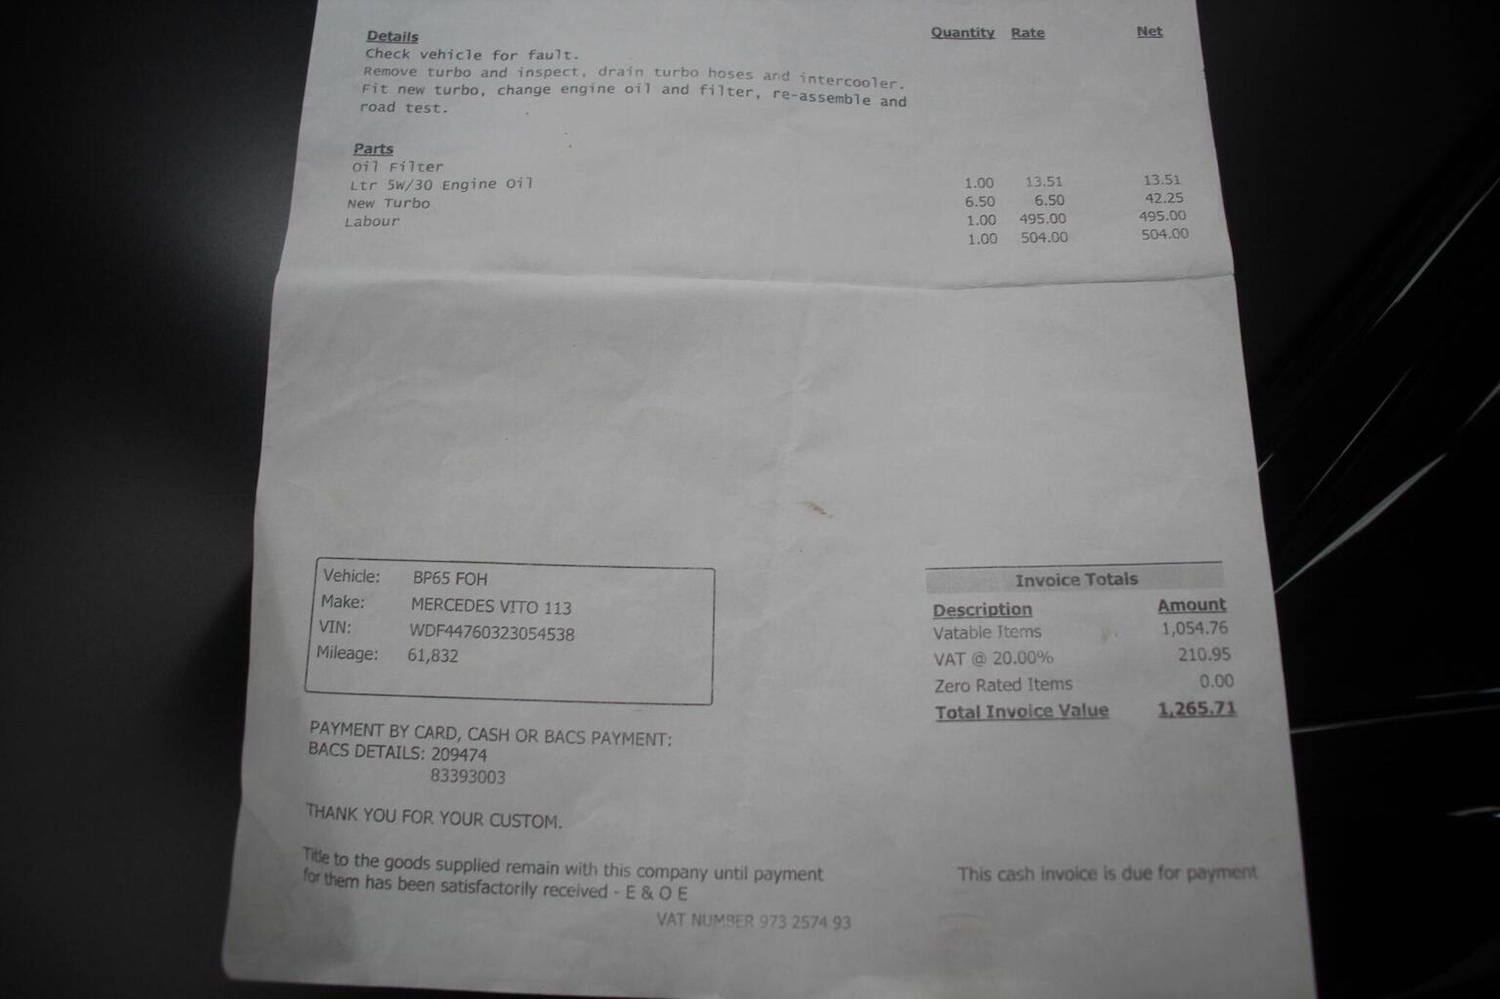 Details Quantity Rate Net
Check vehicle for fault.
Remove turbo and inspect, drain turbo hoses and intercooler.
Fit new turbo, change engine oil and filter, re-assemble and
road test.
Parts
Oil Filter 1.00 13.51 13.51
Ltr 5W/30 Engine Oil 6.50 6.50 42.25
New Turbo 1.00 495.00 495.00
Labour 1.00 504.00 504.00
Vehicle: BP65 FOH
Make: MERCEDES VITO 113
VIN: WDF44760323054538
Mileage: 61,832
Invoice Totals
Description Amount
Vatable Items 1,054.76
VAT @ 20.00% 210.95
Zero Rated Items 0.00
Total Invoice Value 1,265.71
PAYMENT BY CARD, CASH OR BACS PAYMENT:
BACS DETAILS: 209474
83393003
THANK YOU FOR YOUR CUSTOM.
Title to the goods supplied remain with this company until payment
for them has been satisfactorily received - E & O E
This cash invoice is due for payment
VAT NUMBER 973 2574 93